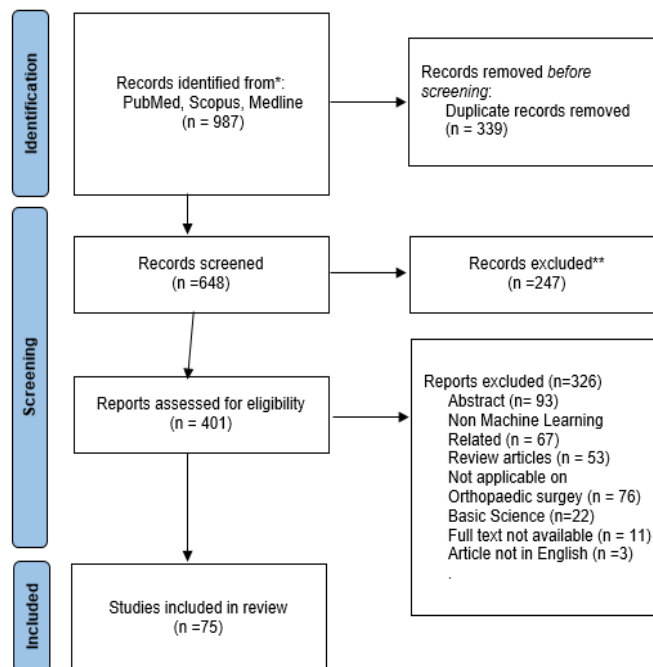 Identification
Records identified from*:
PubMed, Scopus, Medline
(n = 987)
Records removed before
screening:
Duplicate records removed
(n = 339)
Screening
Records screened
(n =648)
Records excluded**
(n =247)
Reports assessed for eligibility
(n = 401)
Reports excluded (n=326)
Abstract (n= 93)
Non Machine Learning
Related (n = 67)
Review articles (n = 53)
Not applicable on
Orthopaedic surgey (n = 76)
Basic Science (n=22)
Full text not available (n = 11)
Article not in English (n =3)
.
Included
Studies included in review
(n =75)